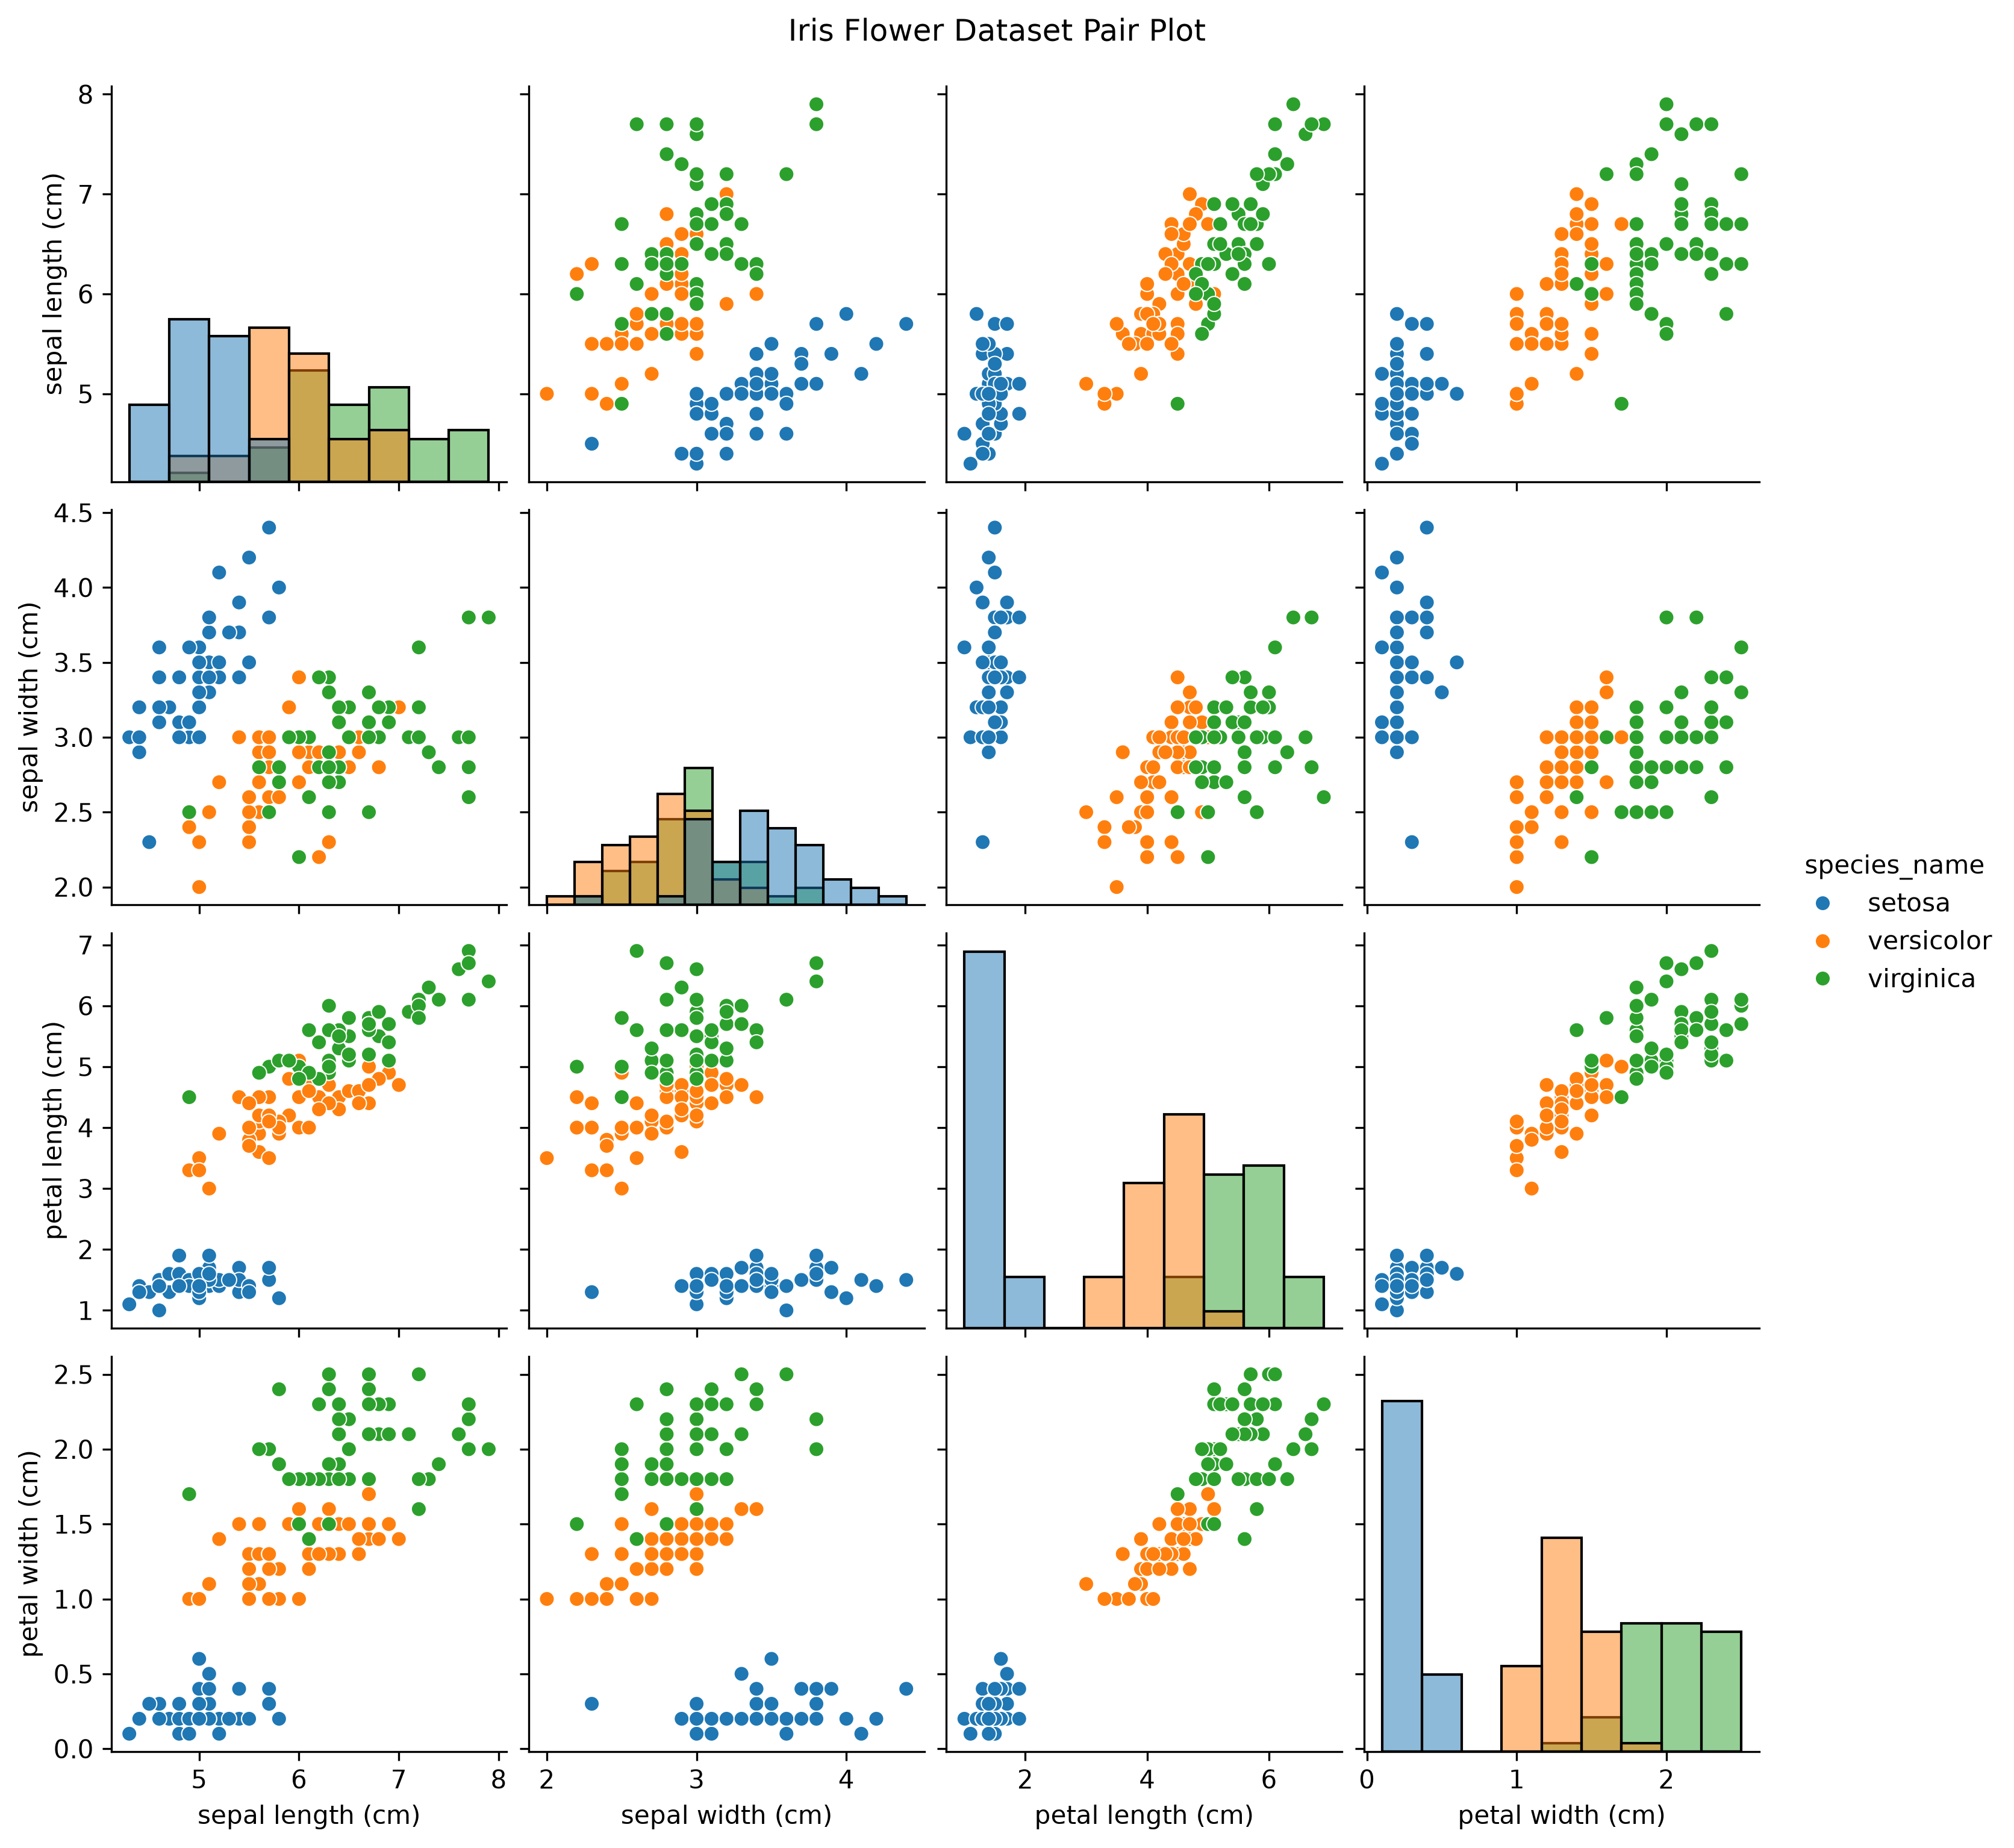 Iris Flower Dataset Pair Plot
8
7
6
5
sepal length (cm)
4.5
4.0
3.5
3.0
2.5
2.0
sepal width (cm)
7
6
5
4
3
2
1
petal length (cm)
2.5
2.0
1.5
1.0
0.5
0.0
petal width (cm)
5 6 7 8
sepal length (cm)
2 3 4
sepal width (cm)
2 4 6
petal length (cm)
0 1 2
petal width (cm)
species_name
setosa
versicolor
virginica